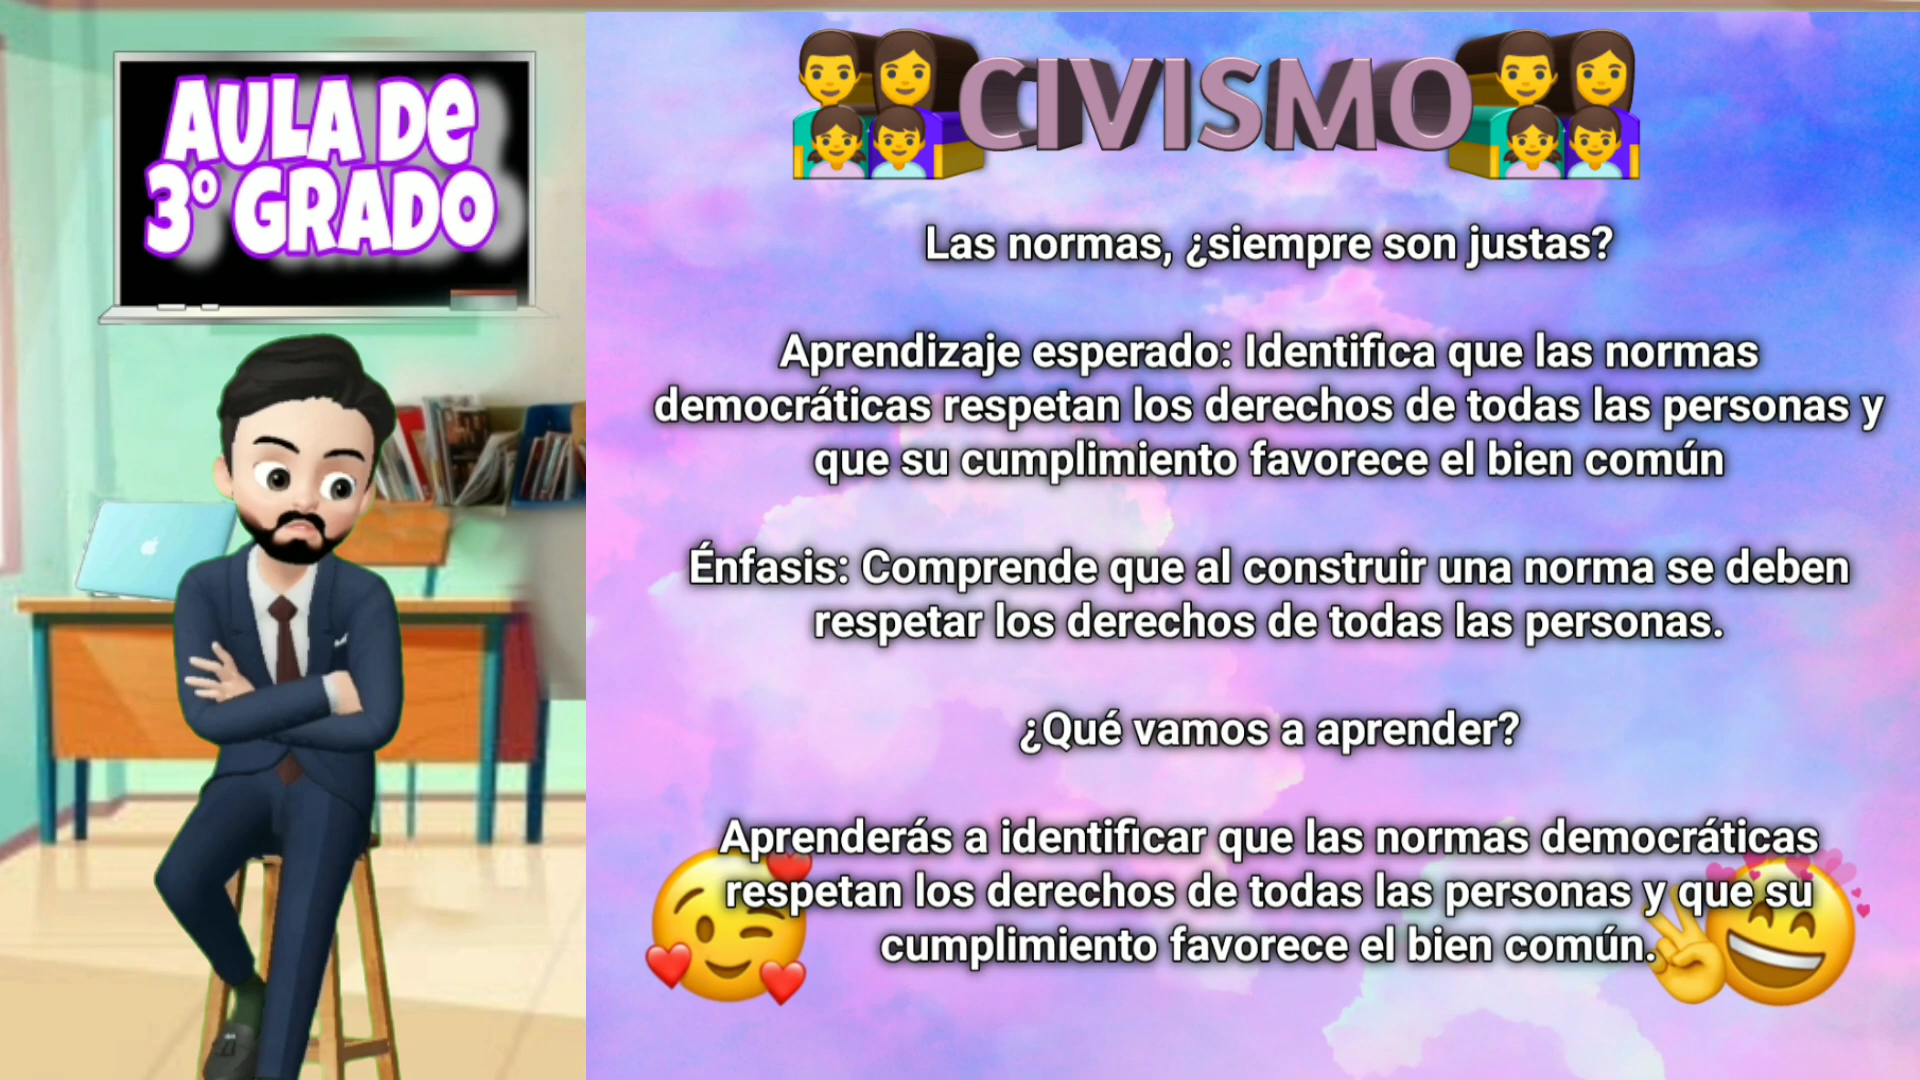 AULA De
3º GRADO
CIVISMO
Las normas, ¿siempre son justas?
Aprendizaje esperado: Identifica que las normas
democráticas respetan los derechos de todas las personas y
que su cumplimiento favorece el bien común
Énfasis: Comprende que al construir una norma se deben
respetar los derechos de todas las personas.
¿Qué vamos a aprender?
Aprenderás a identificar que las normas democráticas
respetan los derechos de todas las personas y que su
cumplimiento favorece el bien común.